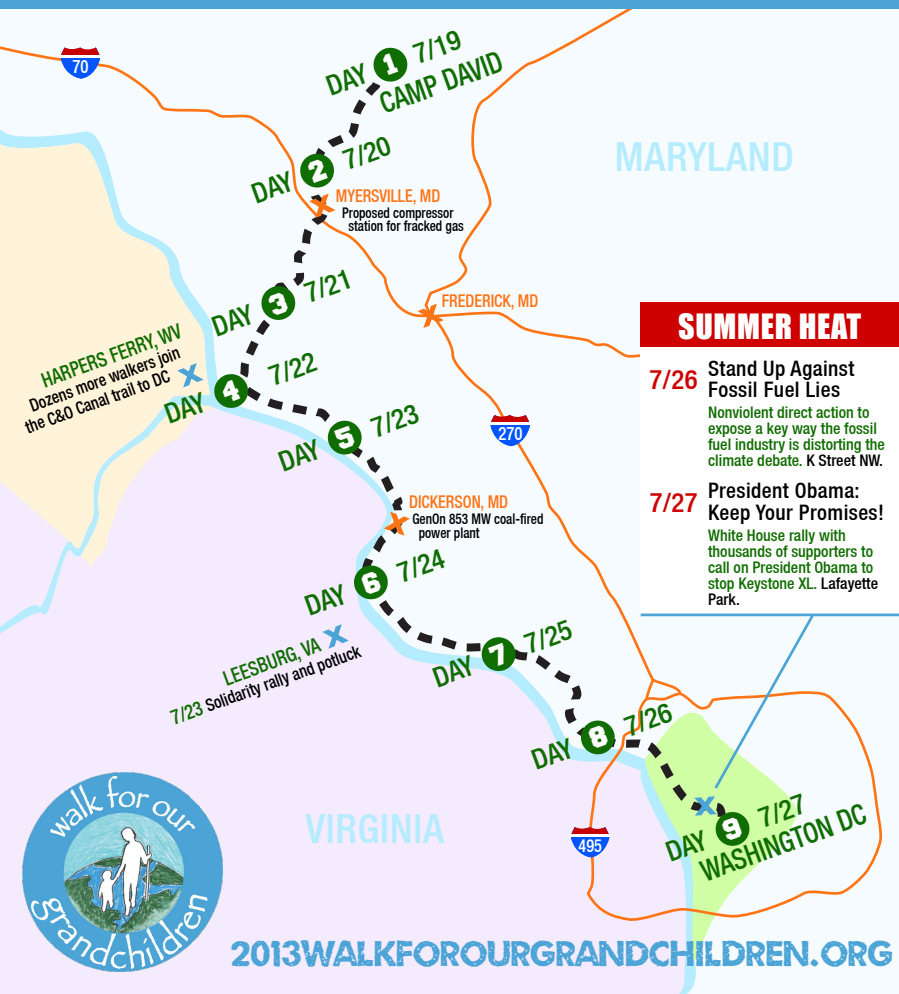 70
DAY 1 7/19
CAMP DAVID
MARYLAND
DAY 2 7/20
MYERSVILLE, MD
Proposed compressor
station for fracked gas
DAY 3 7/21
FREDERICK, MD
HARPERS FERRY, WV
Dozens more walkers join
the C&O Canal trail to DC
DAY 4 7/22
DAY 5 7/23
270
SUMMER HEAT
7/26 Stand Up Against
Fossil Fuel Lies
Nonviolent direct action to
expose a key way the fossil
fuel industry is distorting the
climate debate. K Street NW.
7/27 President Obama:
Keep Your Promises!
White House rally with
thousands of supporters to
call on President Obama to
stop Keystone XL. Lafayette
Park.
DICKERSON, MD
GenOn 853 MW coal-fired
power plant
DAY 6 7/24
LEESBURG, VA
7/23 Solidarity rally and potluck
DAY 7 7/25
DAY 8 7/26
VIRGINIA
495
DAY 9 7/27
WASHINGTON DC
walk for our
grandchildren
2013WALKFOROURGRANDCHILDREN.ORG